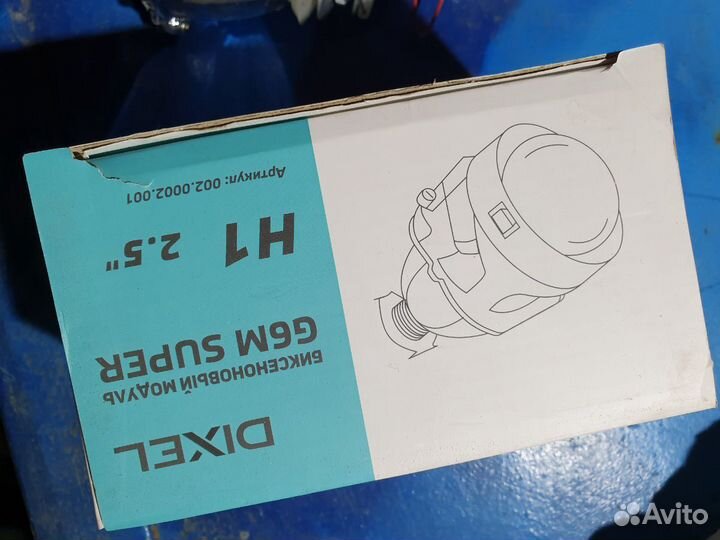 DIXEL
БИКСЕНОНОВЫЙ МОДУЛЬ
G6M SUPER
H1 2.5"
Артикул: 002.0002.001
Avito